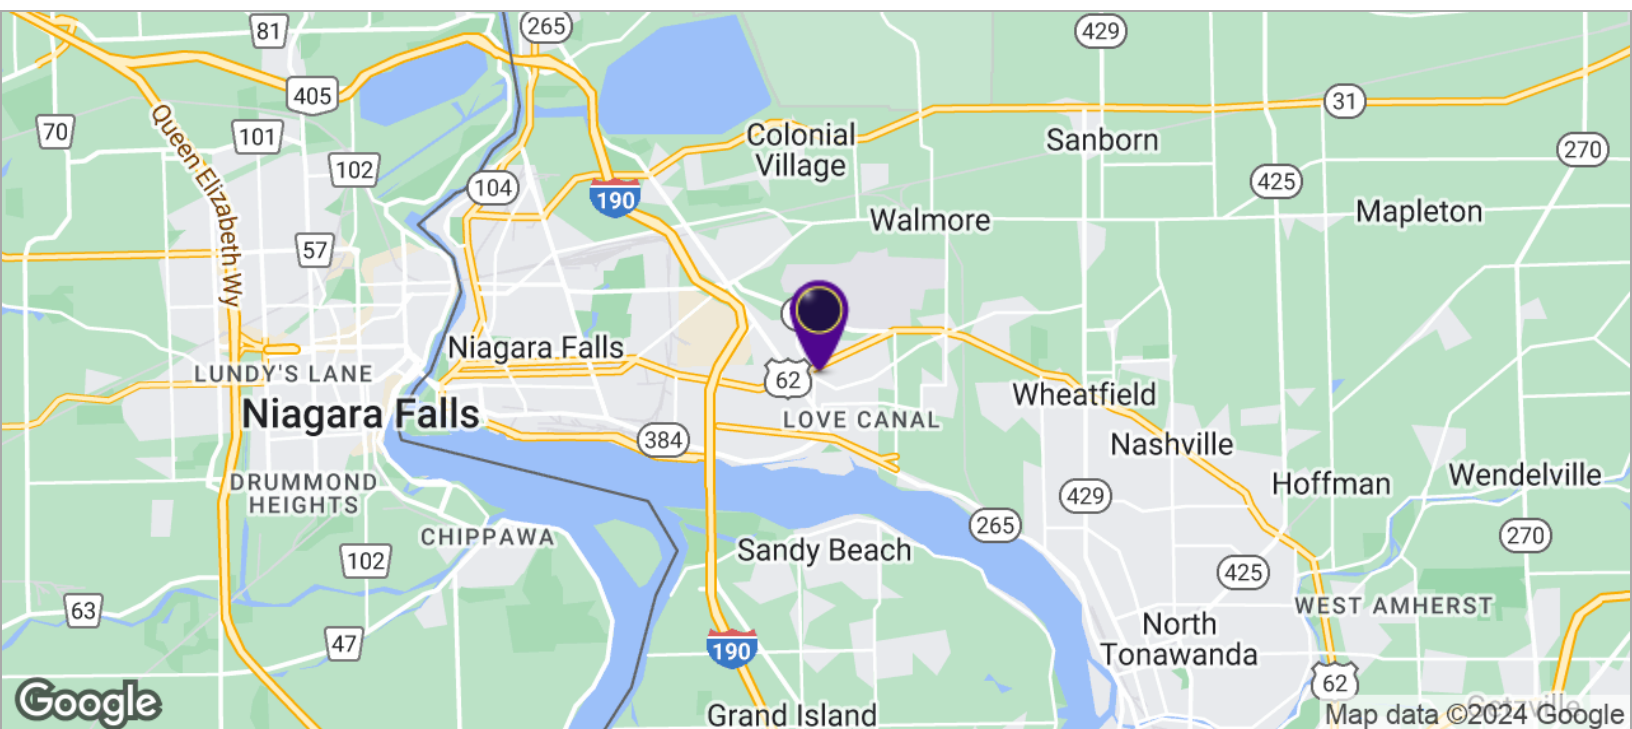 81
265
429
405
31
70
101
Colonial
Village
Sanborn
270
102
104
190
425
Queen Elizabeth Wy
Walmore
Mapleton
57
Niagara Falls
62
LUNDY'S LANE
Wheatfield
Niagara Falls
LOVE CANAL
384
Nashville
DRUMMOND
HEIGHTS
Hoffman
Wendelville
429
265
CHIPPAWA
Sandy Beach
270
102
425
63
WEST AMHERST
47
190
North
Tonawanda
62
Google
Grand Island
Getzville
Map data ©2024 Google